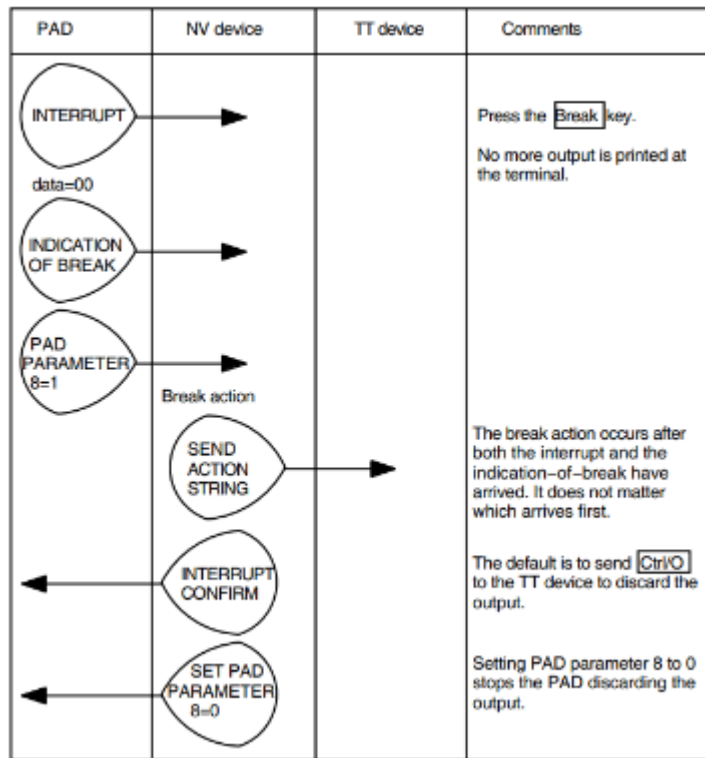 PAD
NV device
TT device
Comments
INTERRUPT
Press the Break key.
No more output is printed at
the terminal.
data=00
INDICATION
OF BREAK
PAD
PARAMETER
8=1
Break action
SEND
ACTION
STRING
The break action occurs after
both the interrupt and the
indication-of-break have
arrived. It does not matter
which arrives first.
INTERRUPT
CONFIRM
The default is to send Ctrl/O
to the TT device to discard the
output.
SET PAD
PARAMETER
8=0
Setting PAD parameter 8 to 0
stops the PAD discarding the
output.